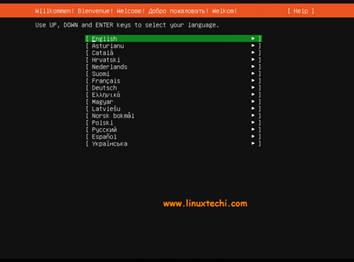 Willkommen! Bienvenue! Welcome! Добро пожаловать! Welkom! [ Help ]
Use UP, DOWN and ENTER keys to select your language.
[ English ► ]
[ Asturianu ► ]
[ Català ► ]
[ Hrvatski ► ]
[ Nederlands ► ]
[ Suomi ► ]
[ Français ► ]
[ Deutsch ► ]
[ Ελληνικά ► ]
[ Magyar ► ]
[ Latviešu ► ]
[ Norsk bokmål ► ]
[ Polski ► ]
[ Русский ► ]
[ Español ► ]
[ Українська ► ]
www.linuxtechi.com